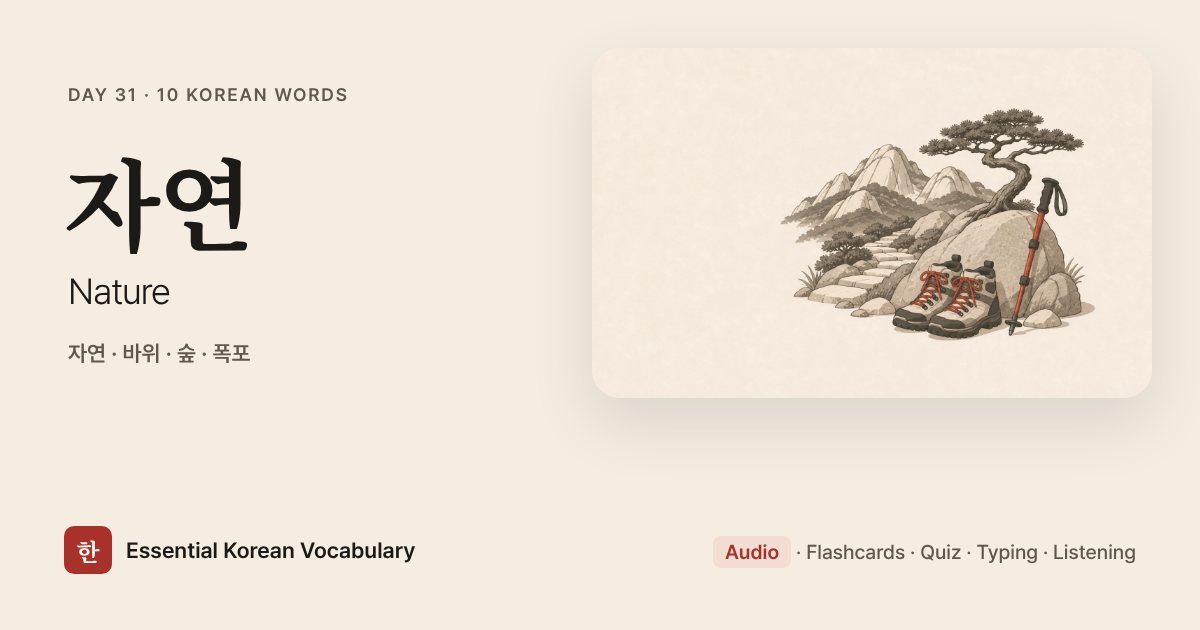 DAY 31 · 10 KOREAN WORDS
자연
Nature
자연 · 바위 · 숲 · 폭포
한 Essential Korean Vocabulary
Audio · Flashcards · Quiz · Typing · Listening